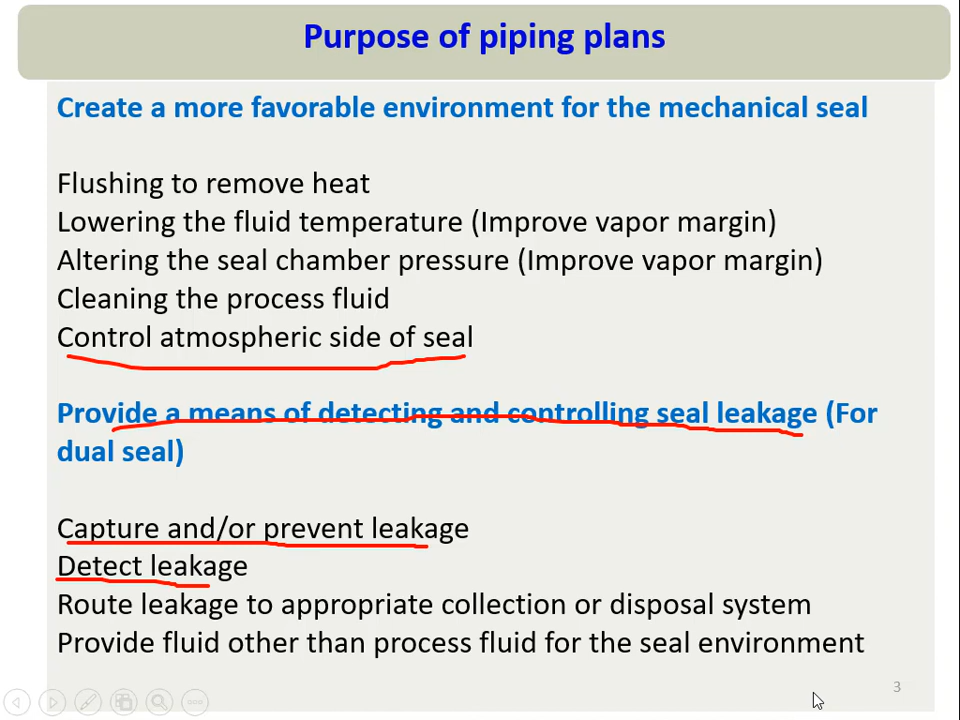 Purpose of piping plans
Create a more favorable environment for the mechanical seal
Flushing to remove heat
Lowering the fluid temperature (Improve vapor margin)
Altering the seal chamber pressure (Improve vapor margin)
Cleaning the process fluid
Control atmospheric side of seal
Provide a means of detecting and controlling seal leakage (For
dual seal)
Capture and/or prevent leakage
Detect leakage
Route leakage to appropriate collection or disposal system
Provide fluid other than process fluid for the seal environment
3